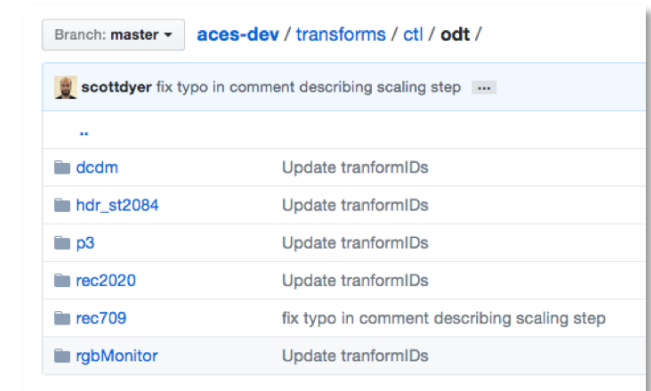 Branch: master aces-dev / transforms / ctl / odt /
scottdyer fix typo in comment describing scaling step ...
..
dcdm Update tranformIDs
hdr_st2084 Update tranformIDs
p3 Update tranformIDs
rec2020 Update tranformIDs
rec709 fix typo in comment describing scaling step
rgbMonitor Update tranformIDs